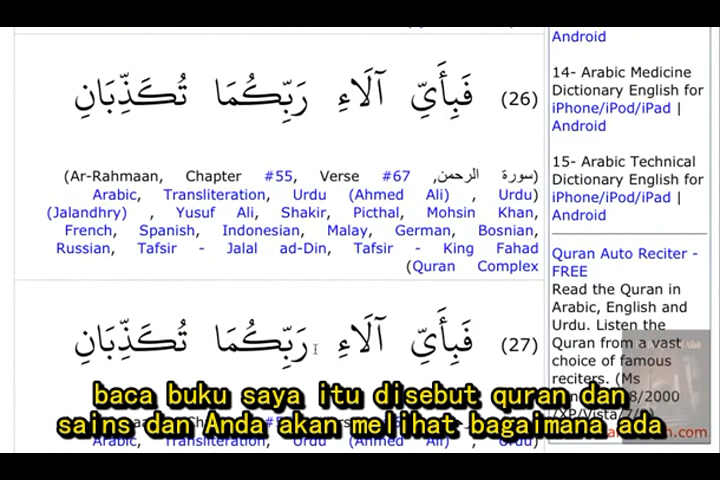 فَبِأَيِّ آلَاءِ رَبِّكُمَا تُكَذِّبَانِ (26)
(Ar-Rahmaan, Chapter #55, Verse #67 ,سورة الرحمن)
Arabic, Transliteration, Urdu (Ahmed Ali) , Urdu
(Jalandhry) , Yusuf Ali, Shakir, Picthal, Mohsin Khan,
French, Spanish, Indonesian, Malay, German, Bosnian,
Russian, Tafsir - Jalal ad-Din, Tafsir - King Fahad
(Quran Complex
فَبِأَيِّ آلَاءِ رَبِّكُمَا تُكَذِّبَانِ (27)
Arabic, Transliteration, Urdu (Ahmed Ali) , Urdu
Android
14- Arabic Medicine
Dictionary English for
iPhone/iPod/iPad |
Android
15- Arabic Technical
Dictionary English for
iPhone/iPod/iPad |
Android
Quran Auto Reciter -
FREE
Read the Quran in
Arabic, English and
Urdu. Listen the
Quran from a vast
choice of famous
reciters. (Ms
baca buku saya itu disebut quran dan
sains dan Anda akan melihat bagaimana ada